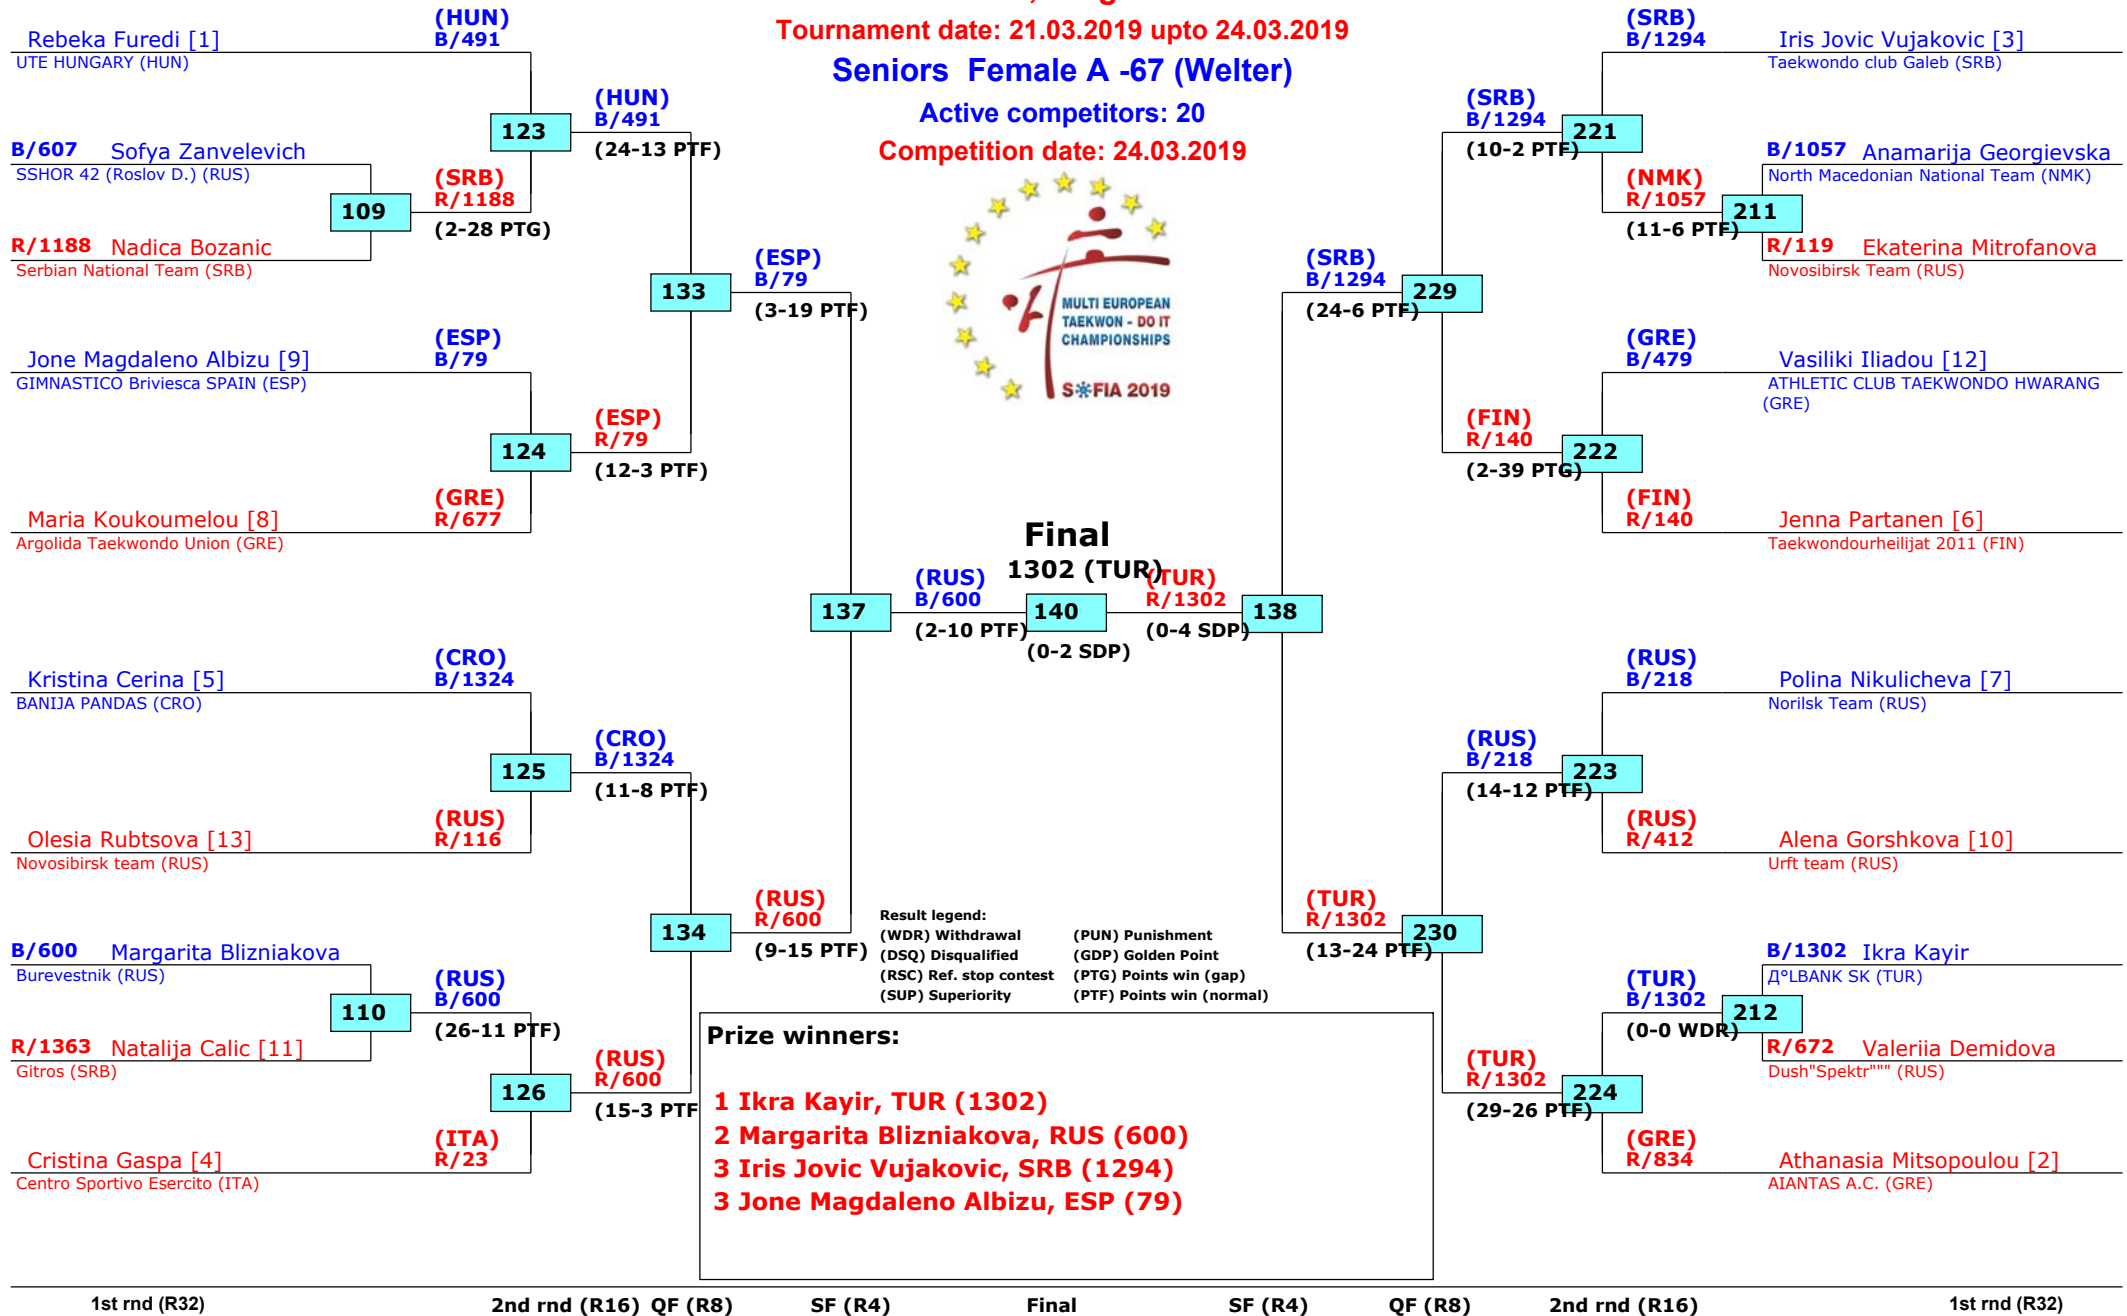 Tournament date: 21.03.2019 upto 24.03.2019
Seniors Female A -67 (Welter)
Active competitors: 20
Competition date: 24.03.2019
MULTI EUROPEAN
TAEKWON - DO IT
CHAMPIONSHIPS
SOFIA 2019
Rebeka Furedi [1]
UTE HUNGARY (HUN)
(HUN)
B/491
B/607 Sofya Zanvelevich
SSHOR 42 (Roslov D.) (RUS)
109
R/1188 Nadica Bozanic
Serbian National Team (SRB)
(SRB)
R/1188
(2-28 PTG)
123
(HUN)
B/491
(24-13 PTF)
Jone Magdaleno Albizu [9]
GIMNASTICO Briviesca SPAIN (ESP)
(ESP)
B/79
124
Maria Koukoumelou [8]
Argolida Taekwondo Union (GRE)
(GRE)
R/677
(ESP)
R/79
(12-3 PTF)
133
(ESP)
B/79
(3-19 PTF)
Kristina Cerina [5]
BANIJA PANDAS (CRO)
(CRO)
B/1324
125
Olesia Rubtsova [13]
Novosibirsk team (RUS)
(RUS)
R/116
(CRO)
B/1324
(11-8 PTF)
B/600 Margarita Blizniakova
Burevestnik (RUS)
110
R/1363 Natalija Calic [11]
Gitros (SRB)
(RUS)
B/600
(26-11 PTF)
126
Cristina Gaspa [4]
Centro Sportivo Esercito (ITA)
(ITA)
R/23
(RUS)
R/600
(15-3 PTF
134
(RUS)
R/600
(9-15 PTF)
137
(RUS)
B/600
(2-10 PTF)
Final
1302 (TUR)
140
(0-2 SDP)
(TUR)
R/1302
(0-4 SDP)
138
(SRB)
B/1294
(24-6 PTF)
229
(SRB)
B/1294
(10-2 PTF)
221
(SRB)
B/1294
Iris Jovic Vujakovic [3]
Taekwondo club Galeb (SRB)
(NMK)
R/1057
(11-6 PTF)
211
B/1057 Anamarija Georgievska
North Macedonian National Team (NMK)
R/119 Ekaterina Mitrofanova
Novosibirsk Team (RUS)
(FIN)
R/140
(2-39 PTG)
222
(GRE)
B/479
Vasiliki Iliadou [12]
ATHLETIC CLUB TAEKWONDO HWARANG
(GRE)
(FIN)
R/140
Jenna Partanen [6]
Taekwondourheilijat 2011 (FIN)
(TUR)
R/1302
(13-24 PTF)
230
(RUS)
B/218
(14-12 PTF)
223
(RUS)
B/218
Polina Nikulicheva [7]
Norilsk Team (RUS)
(RUS)
R/412
Alena Gorshkova [10]
Urft team (RUS)
(TUR)
R/1302
(29-26 PTF)
224
(TUR)
B/1302
(0-0 WDR)
212
B/1302 Ikra Kayir
Д°LBANK SK (TUR)
R/672 Valeriia Demidova
Dush"Spektr""" (RUS)
(GRE)
R/834
Athanasia Mitsopoulou [2]
AIANTAS A.C. (GRE)
Result legend:
(WDR) Withdrawal (PUN) Punishment
(DSQ) Disqualified (GDP) Golden Point
(RSC) Ref. stop contest (PTG) Points win (gap)
(SUP) Superiority (PTF) Points win (normal)
Prize winners:
1 Ikra Kayir, TUR (1302)
2 Margarita Blizniakova, RUS (600)
3 Iris Jovic Vujakovic, SRB (1294)
3 Jone Magdaleno Albizu, ESP (79)
1st rnd (R32) 2nd rnd (R16) QF (R8) SF (R4) Final SF (R4) QF (R8) 2nd rnd (R16) 1st rnd (R32)